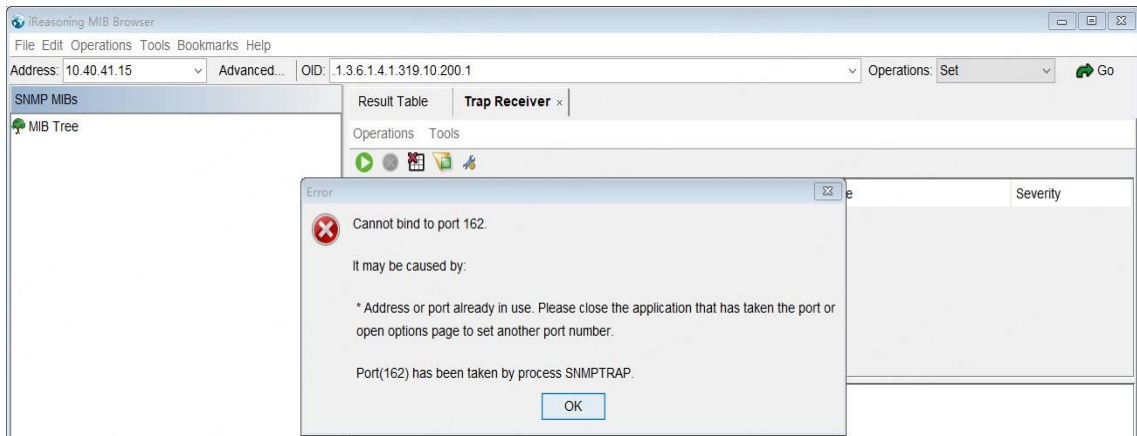 iReasoning MIB Browser
File Edit Operations Tools Bookmarks Help
Address: 10.40.41.15 Advanced... OID: .1.3.6.1.4.1.319.10.200.1 Operations: Set Go
SNMP MIBs
MIB Tree
Result Table Trap Receiver ×
Operations Tools
Error
e Severity
Cannot bind to port 162.
It may be caused by:
* Address or port already in use. Please close the application that has taken the port or
open options page to set another port number.
Port(162) has been taken by process SNMPTRAP.
OK